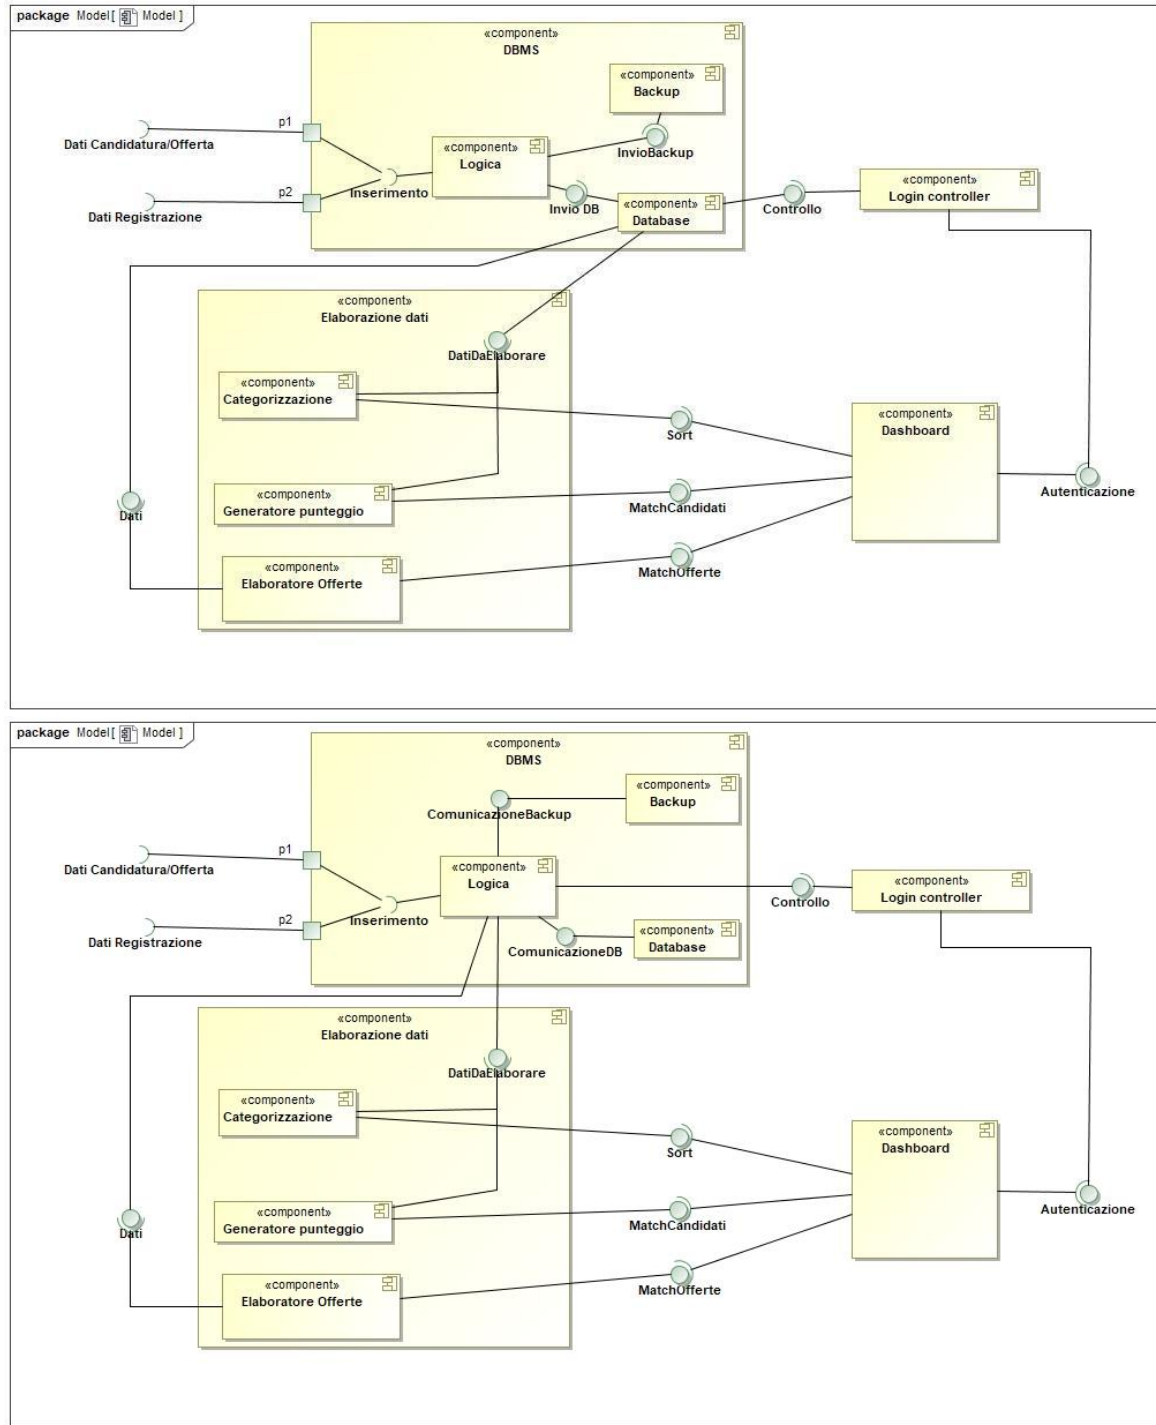 package Model [ Model ]
«component»
DBMS
«component»
Backup
p1
Dati Candidatura/Offerta
«component»
Logica
InvioBackup
p2
Dati Registrazione
Inserimento
Invio DB
«component»
Database
Controllo
«component»
Login controller
«component»
Elaborazione dati
DatiDaElaborare
«component»
Categorizzazione
Sort
«component»
Dashboard
«component»
Generatore punteggio
MatchCandidati
Autenticazione
Dati
«component»
Elaboratore Offerte
MatchOfferte
package Model [ Model ]
«component»
DBMS
«component»
Backup
ComunicazioneBackup
p1
Dati Candidatura/Offerta
«component»
Logica
p2
Dati Registrazione
Inserimento
ComunicazioneDB
«component»
Database
Controllo
«component»
Login controller
«component»
Elaborazione dati
DatiDaElaborare
«component»
Categorizzazione
Sort
«component»
Dashboard
«component»
Generatore punteggio
MatchCandidati
Autenticazione
Dati
«component»
Elaboratore Offerte
MatchOfferte